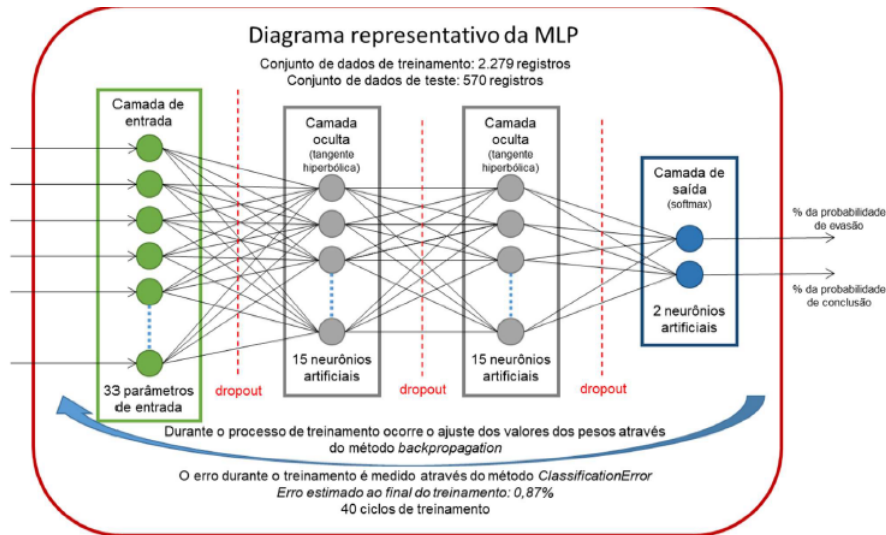 Diagrama representativo da MLP
Conjunto de dados de treinamento: 2.279 registros
Conjunto de dados de teste: 570 registros
Camada de
entrada
33 parâmetros
de entrada
dropout
Camada
oculta
(tangente
hiperbólica)
15 neurônios
artificiais
dropout
Camada
oculta
(tangente
hiperbólica)
15 neurônios
artificiais
dropout
Camada de
saída
(softmax)
2 neurônios
artificiais
% da probabilidade
de evasão
% da probabilidade
de conclusão
Durante o processo de treinamento ocorre o ajuste dos valores dos pesos através
do método backpropagation
O erro durante o treinamento é medido através do método ClassificationError
Erro estimado ao final do treinamento: 0,87%
40 ciclos de treinamento